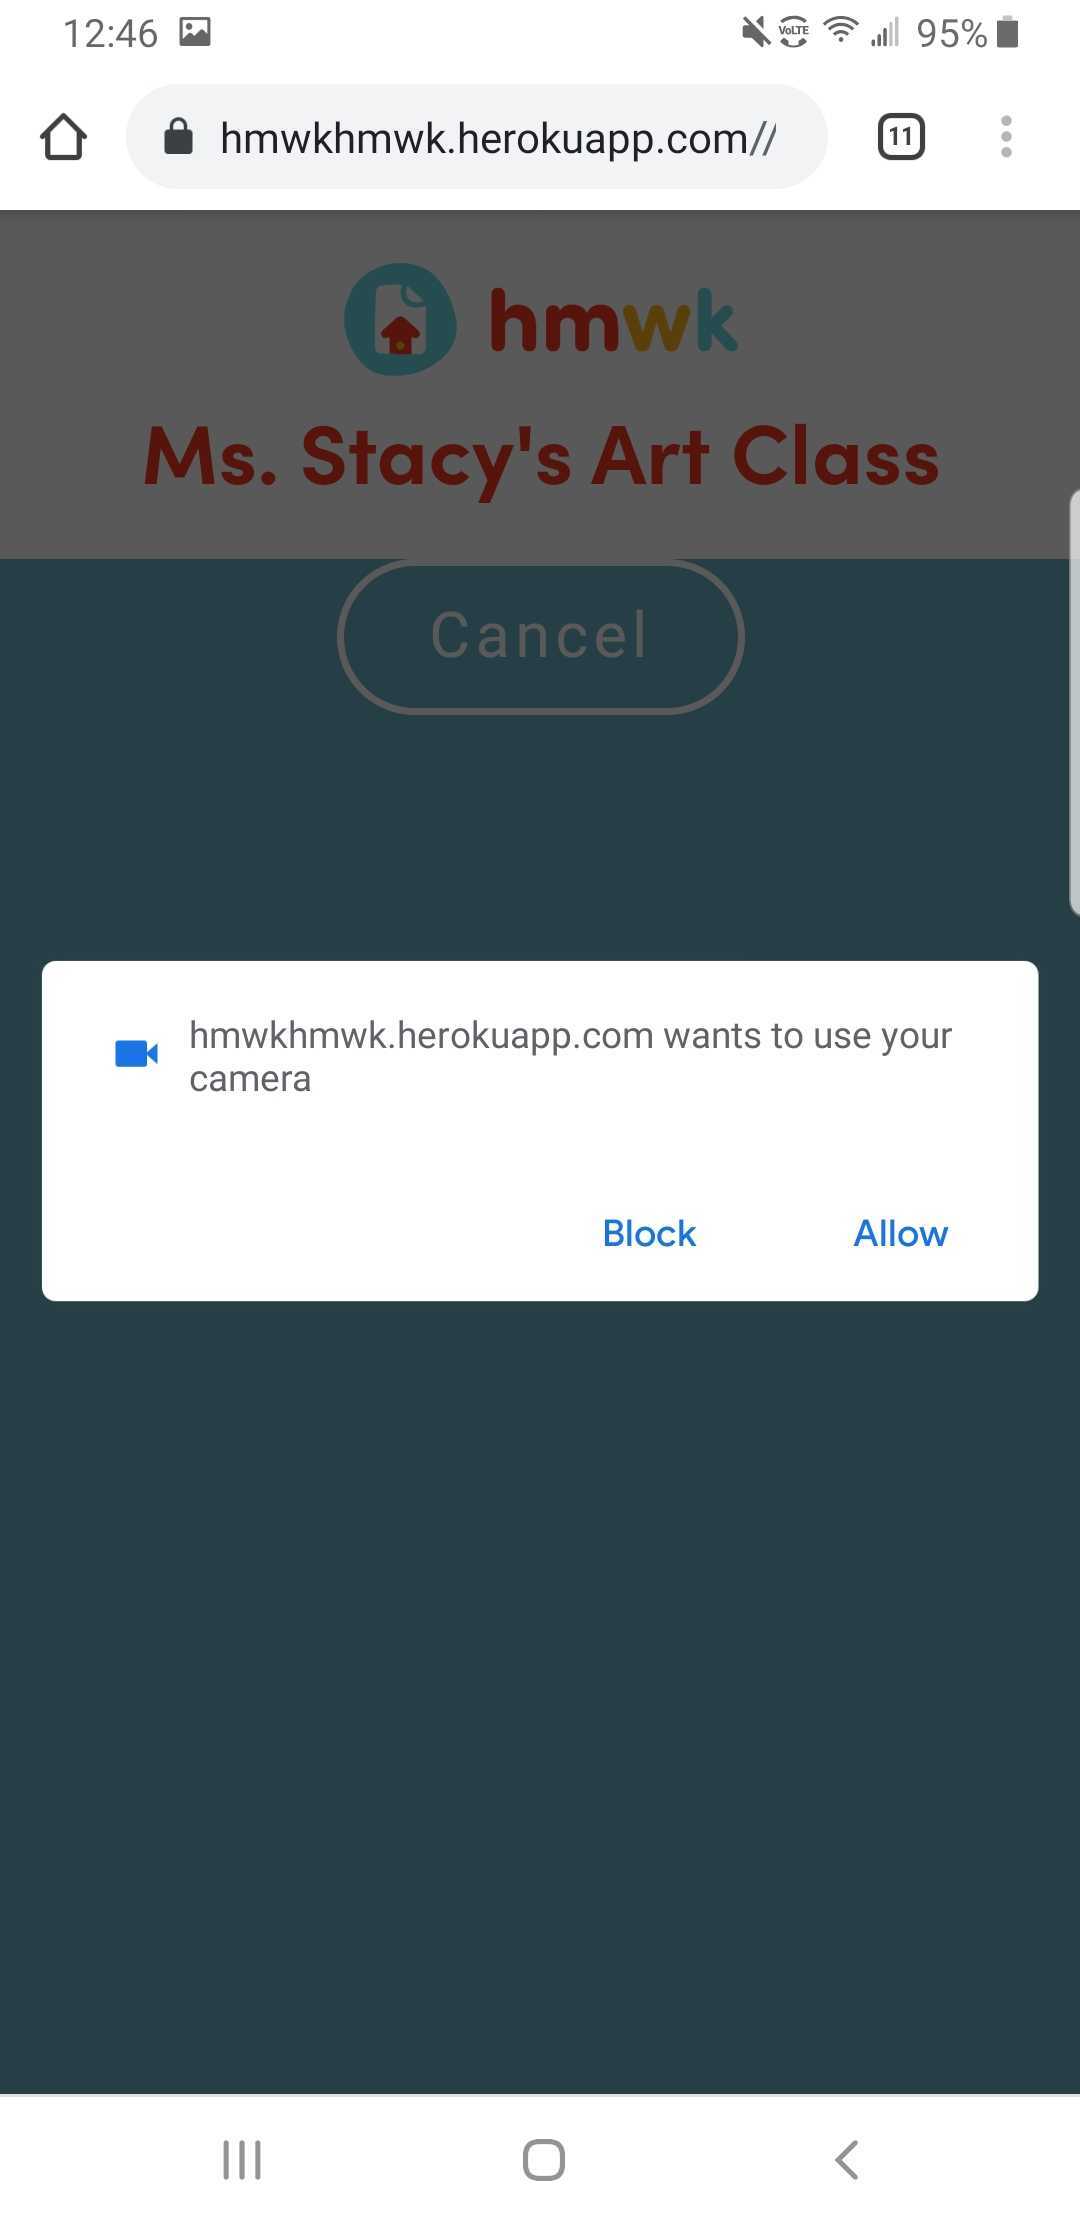 12:46 VoLTE 95%
hmwkhmwk.herokuapp.com// 11
hmwk
Ms. Stacy's Art Class
Cancel
hmwkhmwk.herokuapp.com wants to use your
camera
Block Allow